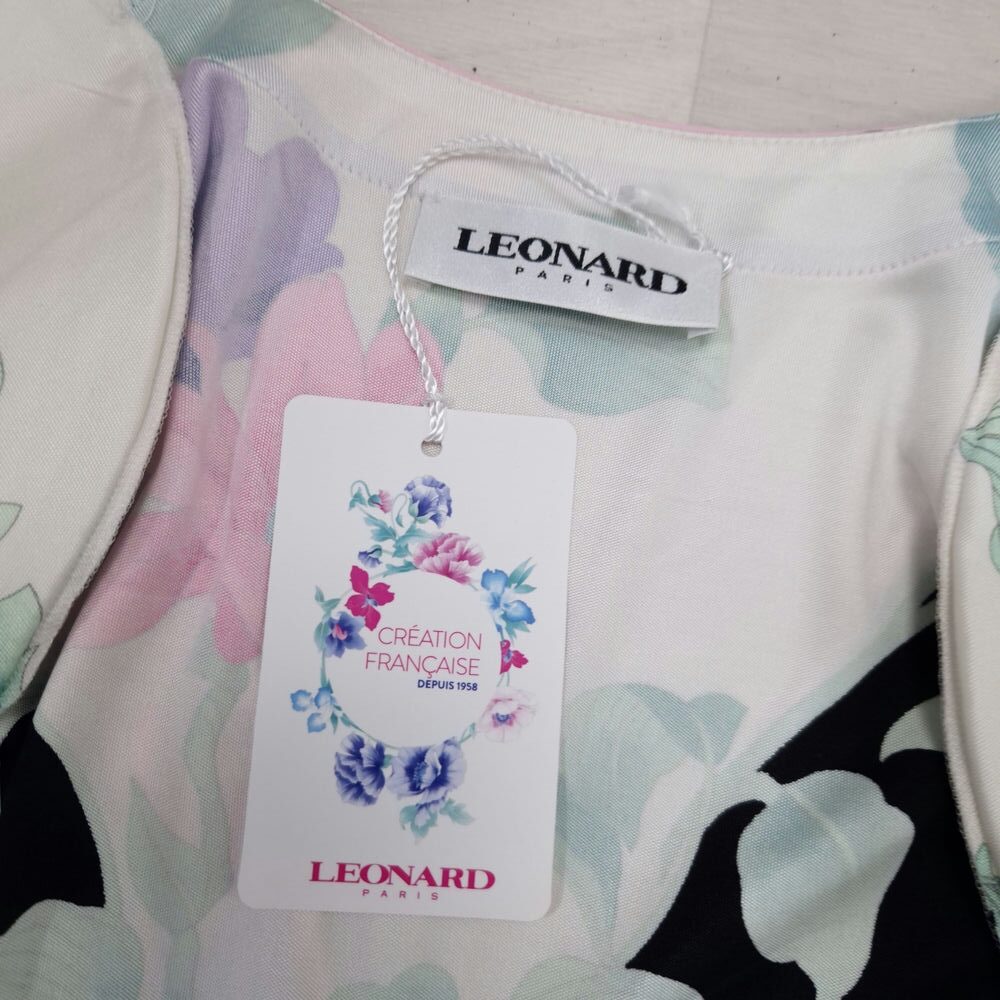 LEONARD
PARIS
CRÉATION
FRANÇAISE
DEPUIS 1958
LEONARD
PARIS